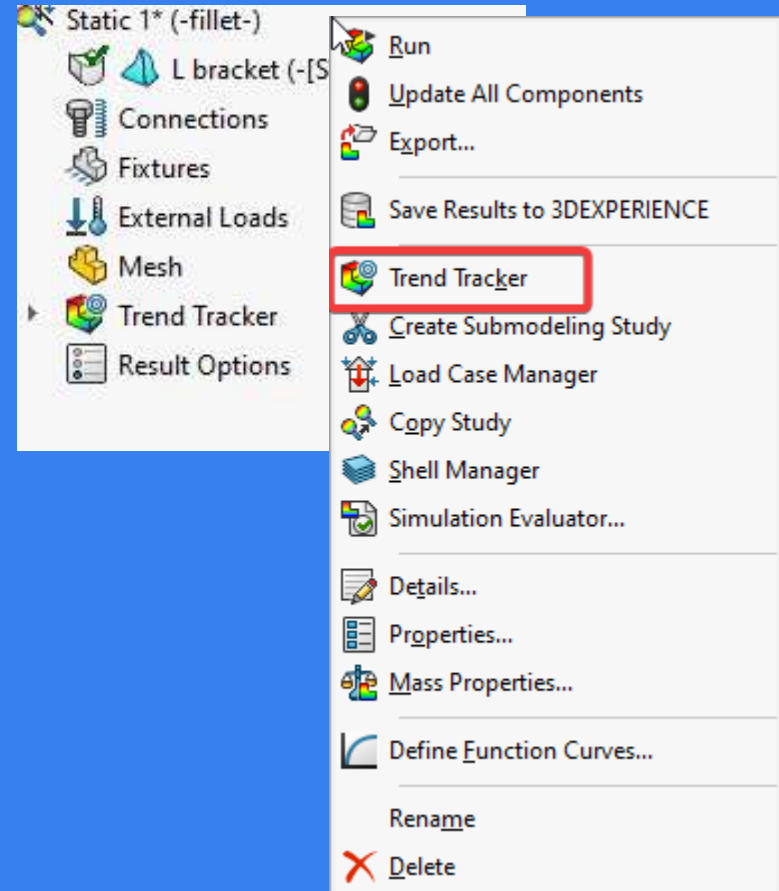 Static 1* (-fillet-)
L bracket (-[S
Connections
Fixtures
External Loads
Mesh
Trend Tracker
Result Options
Run
Update All Components
Export...
Save Results to 3DEXPERIENCE
Trend Tracker
Create Submodeling Study
Load Case Manager
Copy Study
Shell Manager
Simulation Evaluator...
Details...
Properties...
Mass Properties...
Define Function Curves...
Rename
Delete